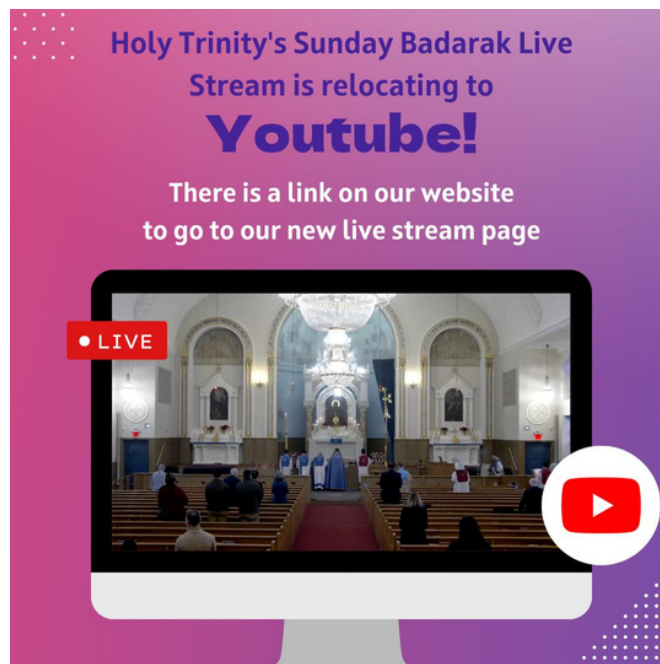 Holy Trinity's Sunday Badarak Live
Stream is relocating to
Youtube!
There is a link on our website
to go to our new live stream page
LIVE